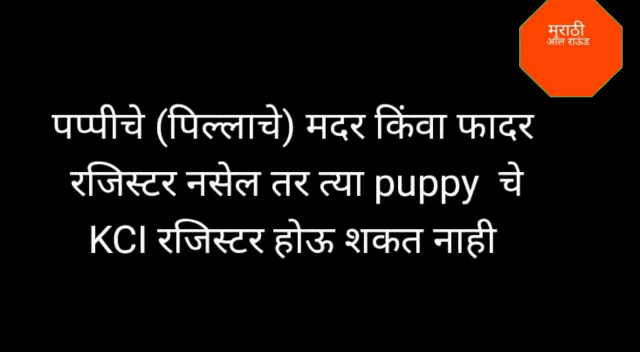 मराठी
ऑल राऊंड
पप्पीचे (पिल्लाचे) मदर किंवा फादर
रजिस्टर नसेल तर त्या puppy चे
KCI रजिस्टर होऊ शकत नाही